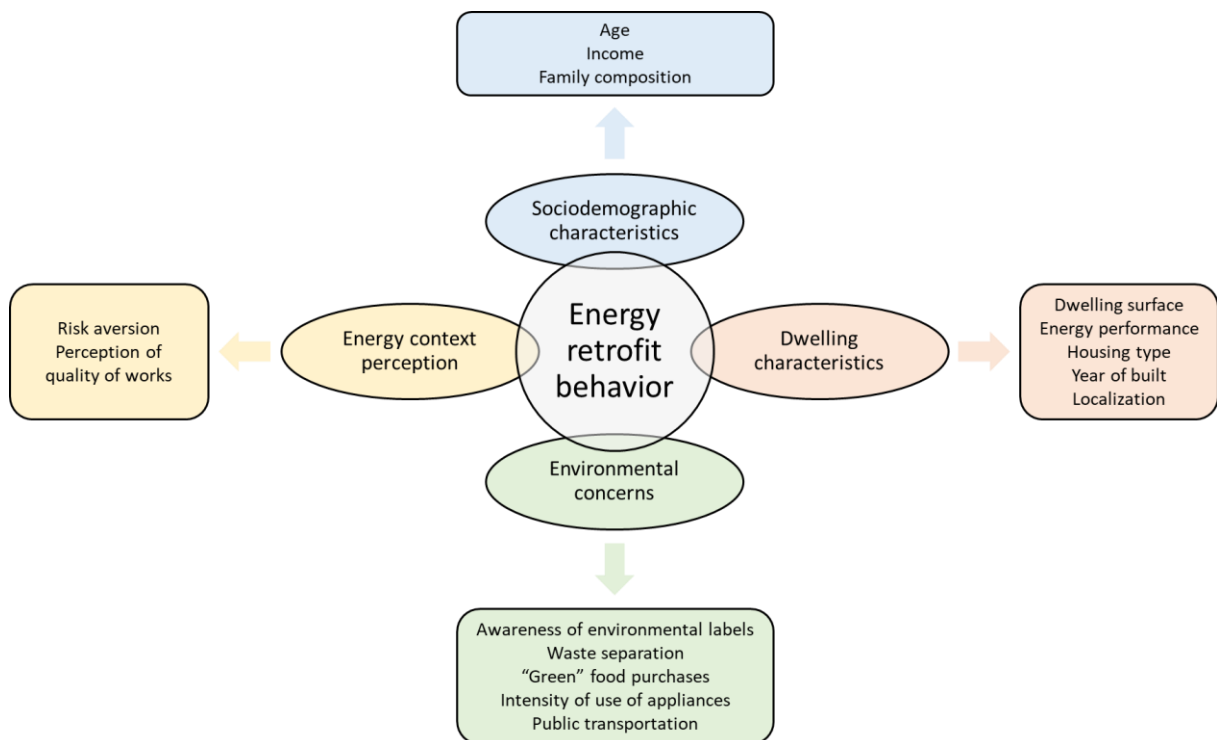 Age
Income
Family composition
Sociodemographic
characteristics
Risk aversion
Perception of
quality of works
Energy context
perception
Energy
retrofit
behavior
Dwelling
characteristics
Dwelling surface
Energy performance
Housing type
Year of built
Localization
Environmental
concerns
Awareness of environmental labels
Waste separation
“Green” food purchases
Intensity of use of appliances
Public transportation